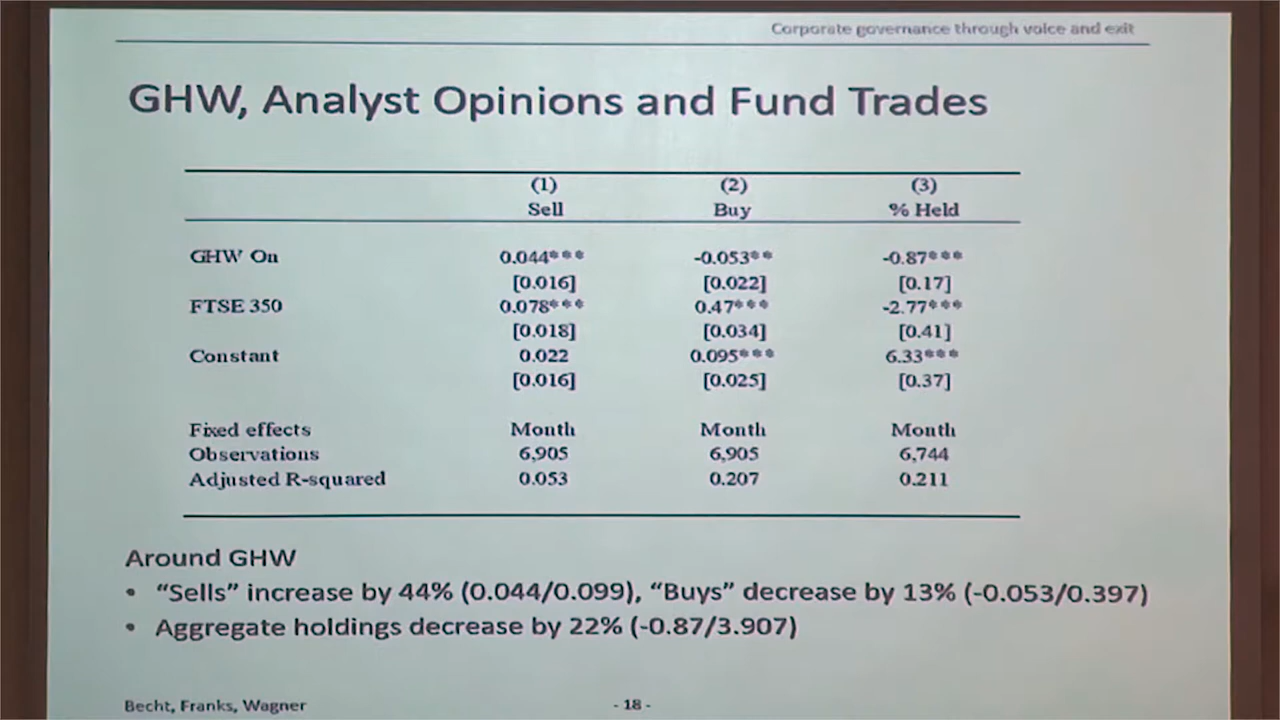 Corporate governance through voice and exit
GHW, Analyst Opinions and Fund Trades
(1) (2) (3)
Sell Buy % Held
GHW On 0.044*** -0.053** -0.87***
[0.016] [0.022] [0.17]
FTSE 350 0.078*** 0.47*** -2.77***
[0.018] [0.034] [0.41]
Constant 0.022 0.095*** 6.33***
[0.016] [0.025] [0.37]
Fixed effects Month Month Month
Observations 6,905 6,905 6,744
Adjusted R-squared 0.053 0.207 0.211
Around GHW
• “Sells” increase by 44% (0.044/0.099), “Buys” decrease by 13% (-0.053/0.397)
• Aggregate holdings decrease by 22% (-0.87/3.907)
Becht, Franks, Wagner - 18 -